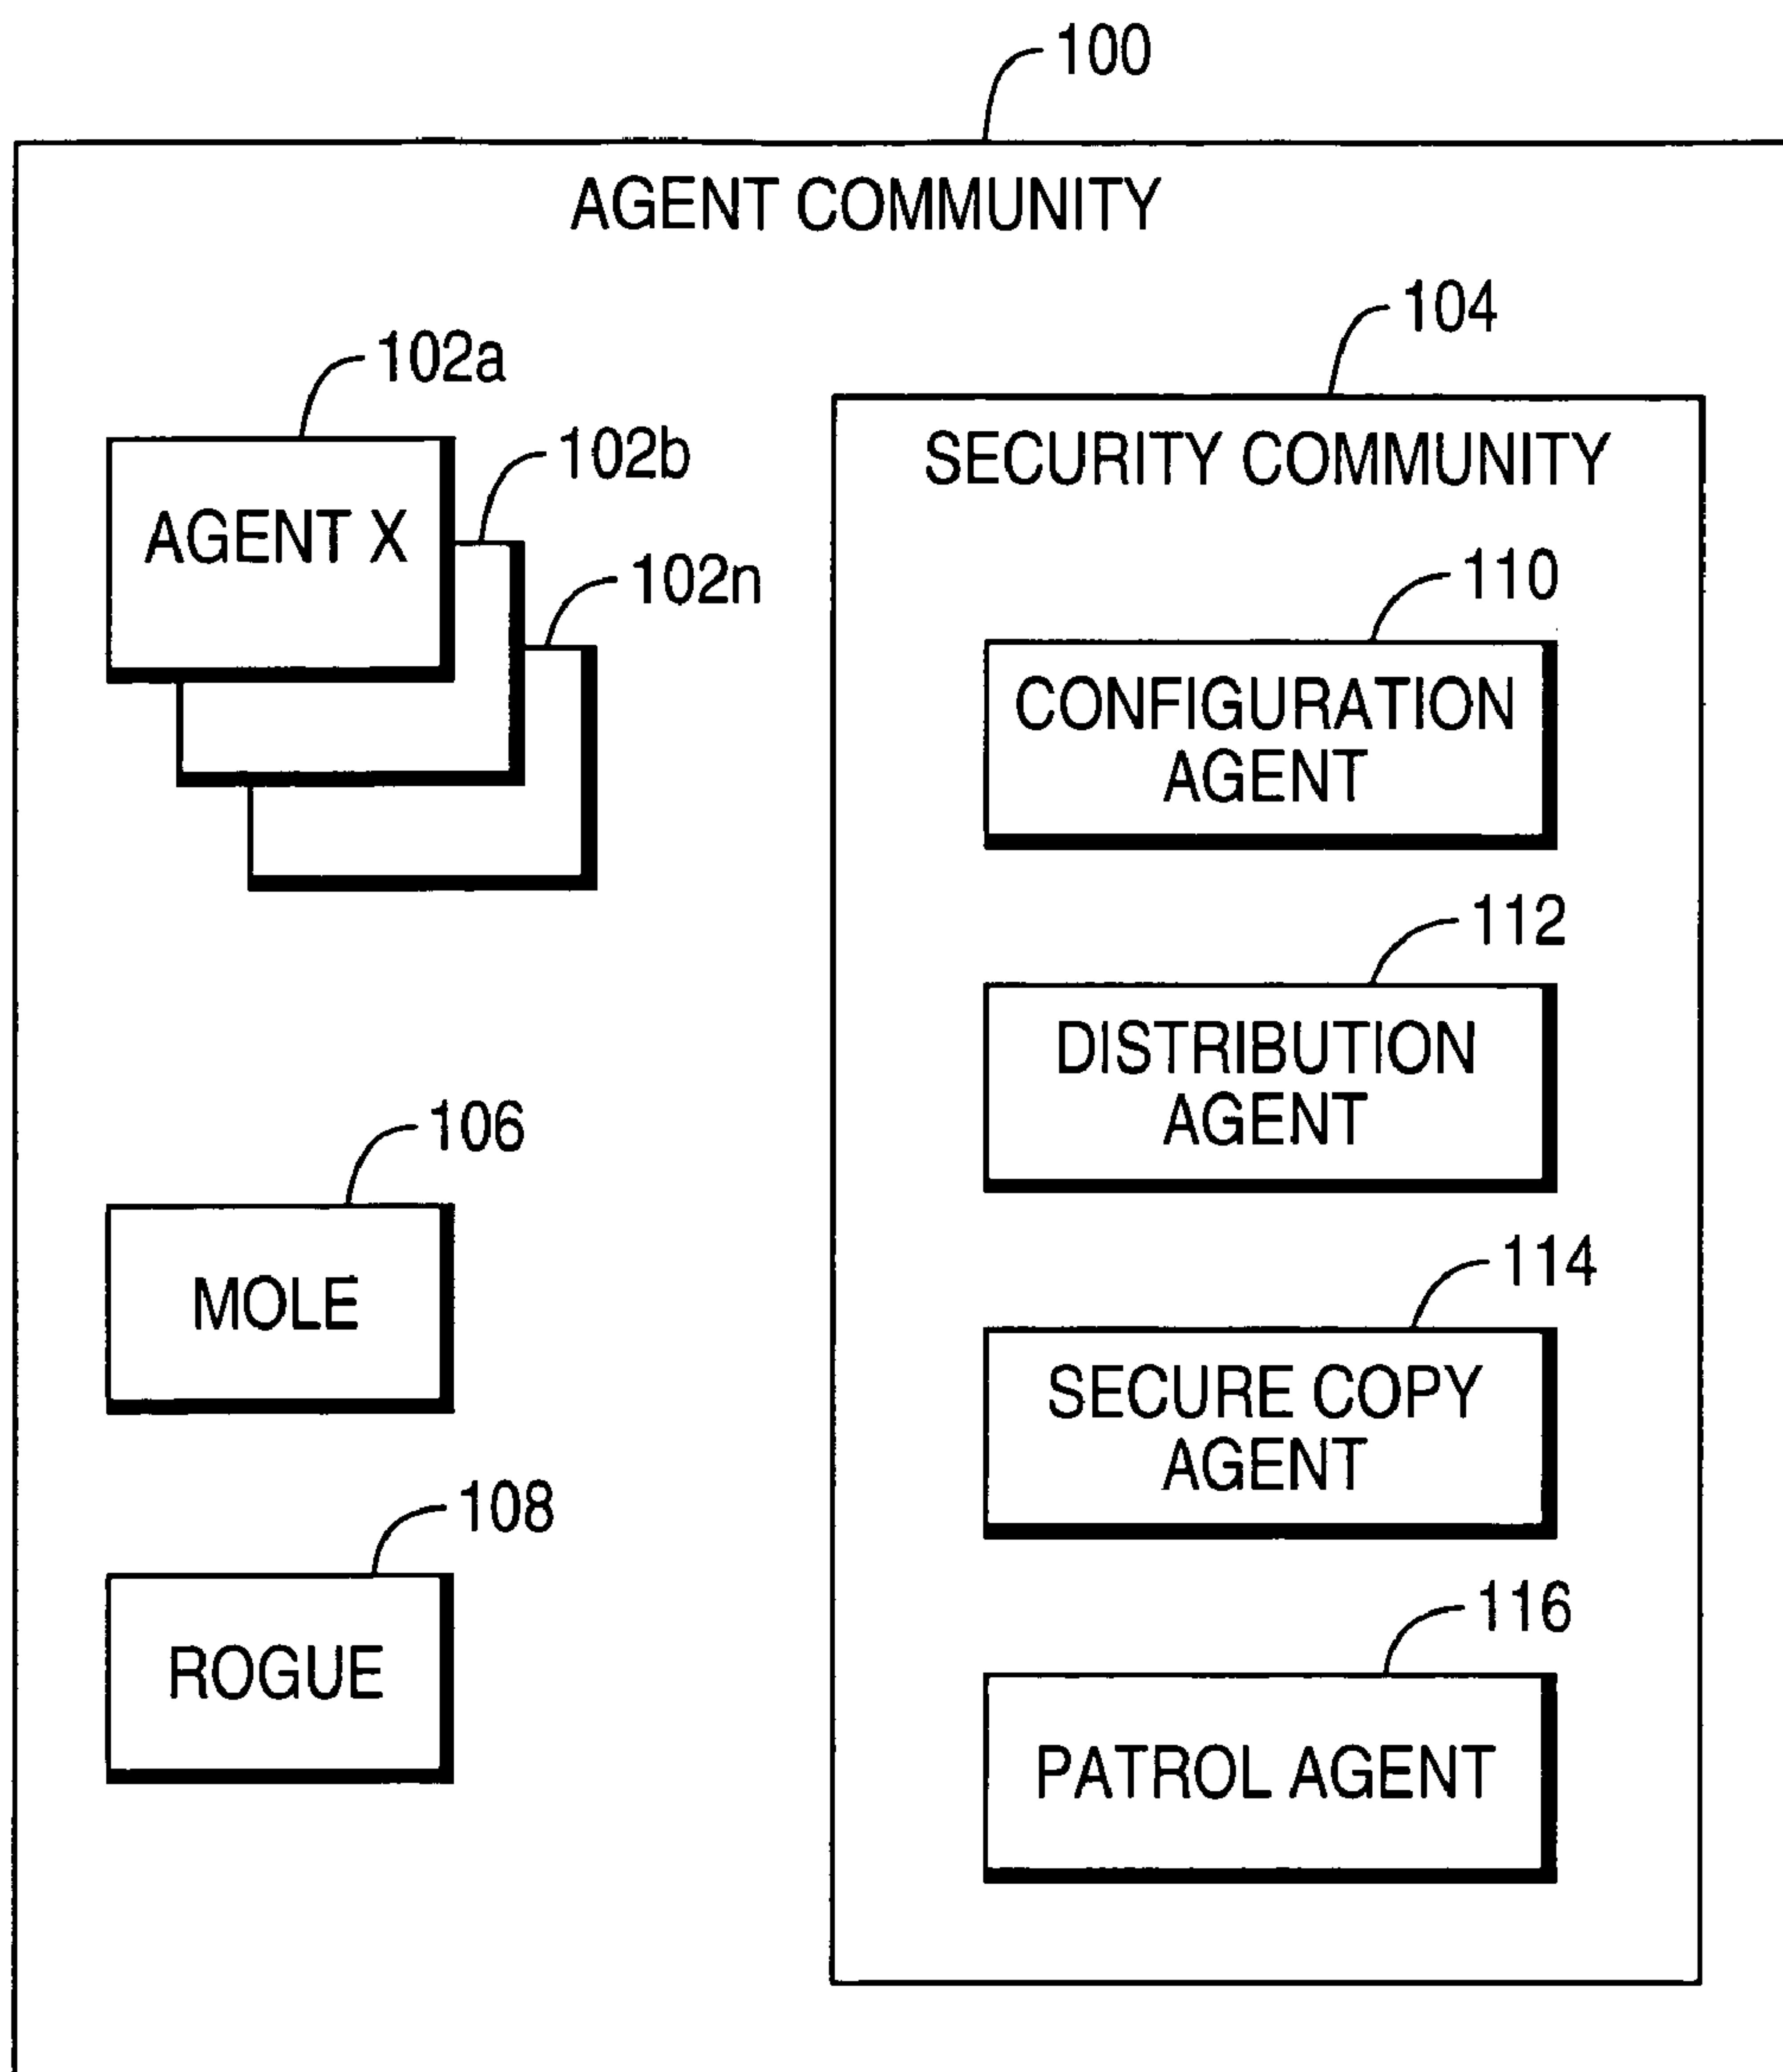 100
AGENT COMMUNITY
104
102a
102b
102n
AGENT X
SECURITY COMMUNITY
110
CONFIGURATION
AGENT
112
DISTRIBUTION
AGENT
106
MOLE
114
SECURE COPY
AGENT
108
ROGUE
116
PATROL AGENT